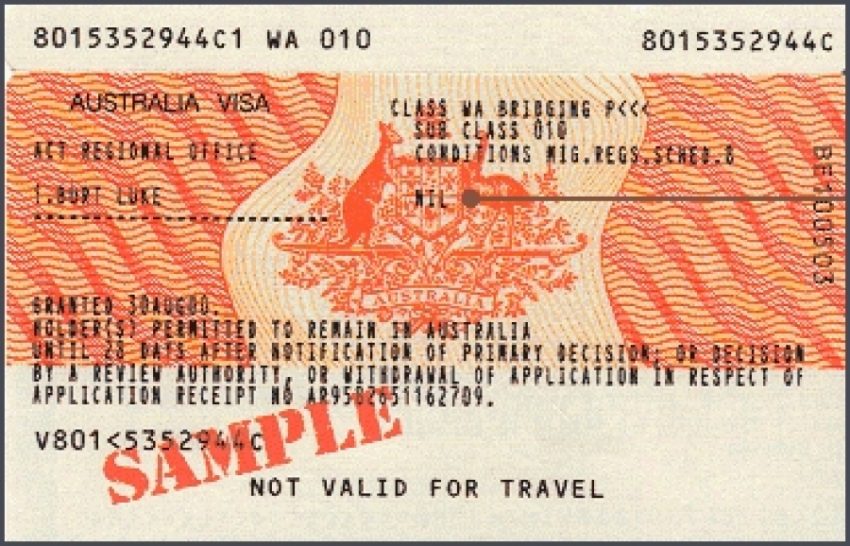 8015352944C1 WA 010
8015352944C
AUSTRALIA VISA
CLASS WA BRIDGING P<<<
SUB CLASS 010
ACT REGIONAL OFFICE
CONDITIONS MIG.REGS.SCHED.8
1.BURT LUKE
NIL
BF100503
AUSTRALIA
GRANTED 30AUG00.
HOLDER(S) PERMITTED TO REMAIN IN AUSTRALIA
UNTIL 28 DAYS AFTER NOTIFICATION OF PRIMARY DECISION; OR DECISION
BY A REVIEW AUTHORITY, OR WITHDRAWAL OF APPLICATION IN RESPECT OF
APPLICATION RECEIPT NO AR9502651162709.
V801<5352944C
SAMPLE
NOT VALID FOR TRAVEL